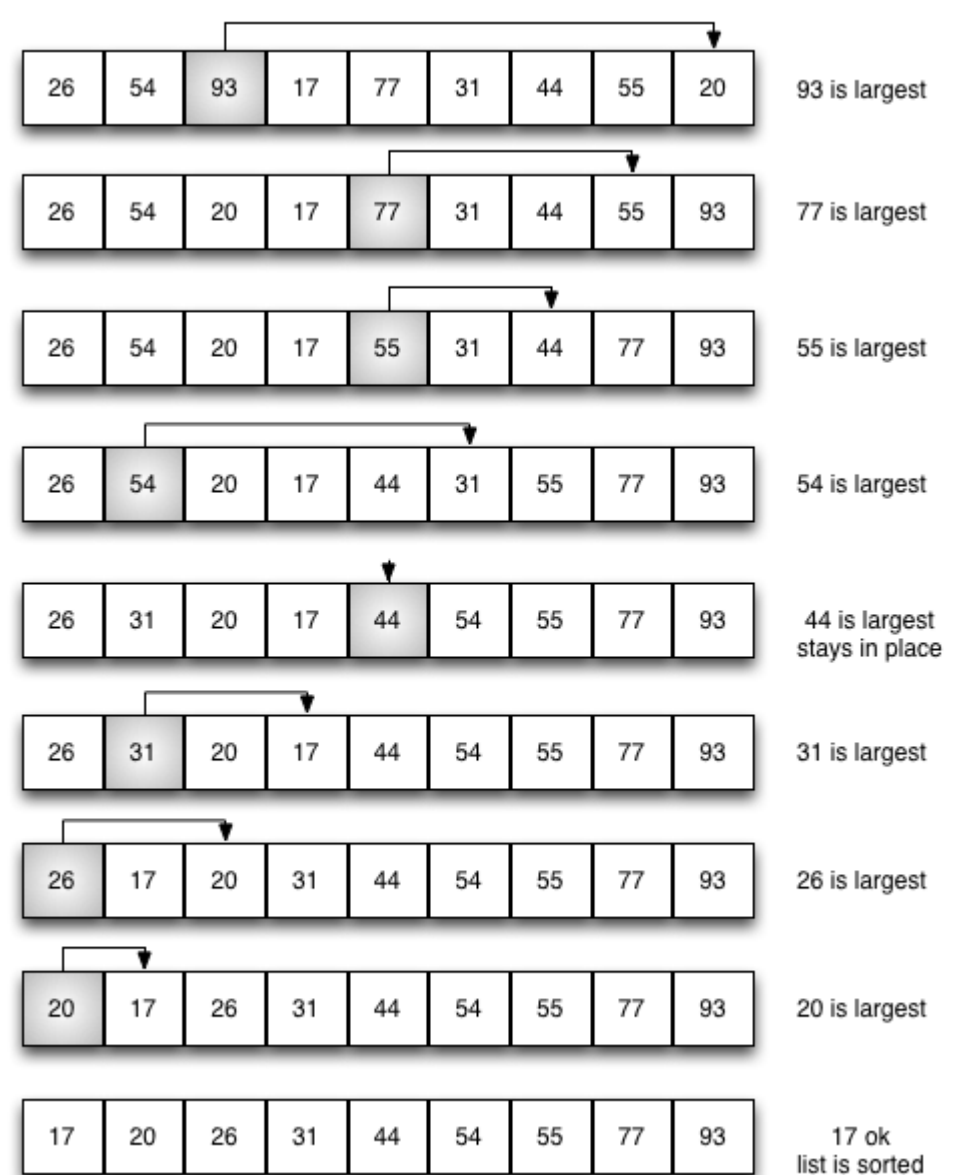 26 54 93 17 77 31 44 55 20 93 is largest
26 54 20 17 77 31 44 55 93 77 is largest
26 54 20 17 55 31 44 77 93 55 is largest
26 54 20 17 44 31 55 77 93 54 is largest
26 31 20 17 44 54 55 77 93 44 is largest
stays in place
26 31 20 17 44 54 55 77 93 31 is largest
26 17 20 31 44 54 55 77 93 26 is largest
20 17 26 31 44 54 55 77 93 20 is largest
17 20 26 31 44 54 55 77 93 17 ok
list is sorted